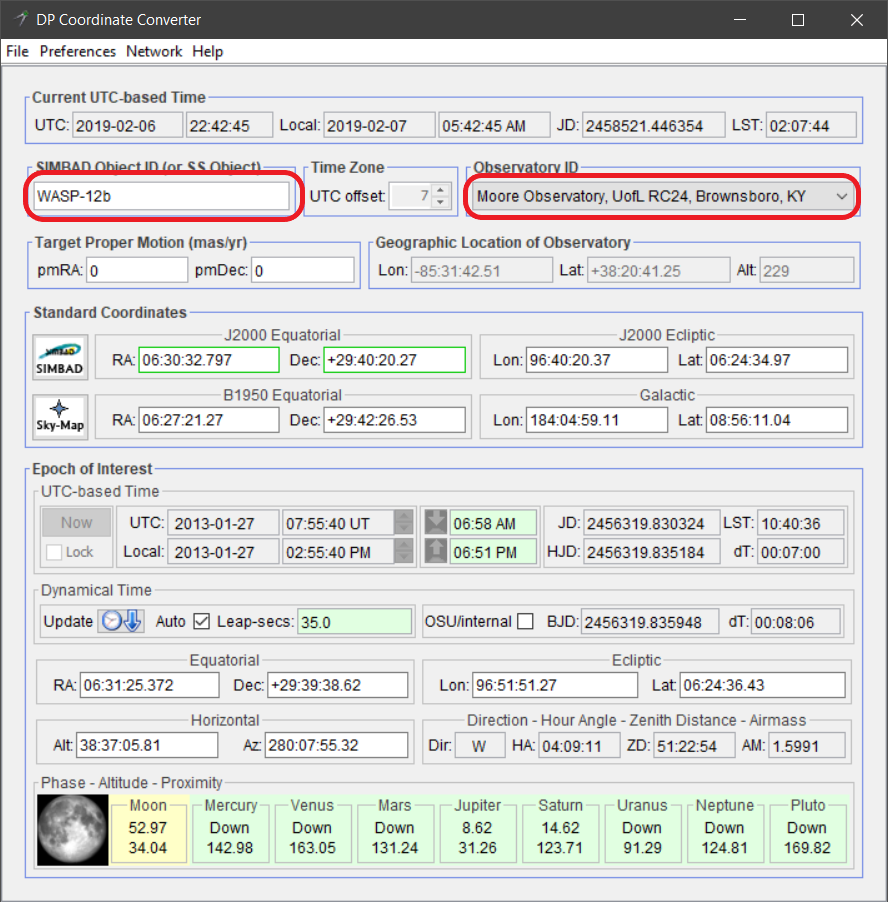 DP Coordinate Converter
File Preferences Network Help
Current UTC-based Time
UTC: 2019-02-06 22:42:45 Local: 2019-02-07 05:42:45 AM JD: 2458521.446354 LST: 02:07:44
SIMBAD Object ID (or SS Object) Time Zone Observatory ID
WASP-12b UTC offset: 7 Moore Observatory, UofL RC24, Brownsboro, KY
Target Proper Motion (mas/yr) Geographic Location of Observatory
pmRA: 0 pmDec: 0 Lon: -85:31:42.51 Lat: +38:20:41.25 Alt: 229
Standard Coordinates
J2000 Equatorial J2000 Ecliptic
SIMBAD
SIMBAD RA: 06:30:32.797 Dec: +29:40:20.27 Lon: 96:40:20.37 Lat: 06:24:34.97
B1950 Equatorial Galactic
Sky-Map RA: 06:27:21.27 Dec: +29:42:26.53 Lon: 184:04:59.11 Lat: 08:56:11.04
Epoch of Interest
UTC-based Time
Now UTC: 2013-01-27 07:55:40 UT 06:58 AM JD: 2456319.830324 LST: 10:40:36
Lock Local: 2013-01-27 02:55:40 PM 06:51 PM HJD: 2456319.835184 dT: 00:07:00
Dynamical Time
Update Auto Leap-secs: 35.0 OSU/internal BJD: 2456319.835948 dT: 00:08:06
Equatorial Ecliptic
RA: 06:31:25.372 Dec: +29:39:38.62 Lon: 96:51:51.27 Lat: 06:24:36.43
Horizontal Direction - Hour Angle - Zenith Distance - Airmass
Alt: 38:37:05.81 Az: 280:07:55.32 Dir: W HA: 04:09:11 ZD: 51:22:54 AM: 1.5991
Phase - Altitude - Proximity
Moon Mercury Venus Mars Jupiter Saturn Uranus Neptune Pluto
52.97 Down Down Down 8.62 14.62 Down Down Down
34.04 142.98 163.05 131.24 31.26 123.71 91.29 124.81 169.82